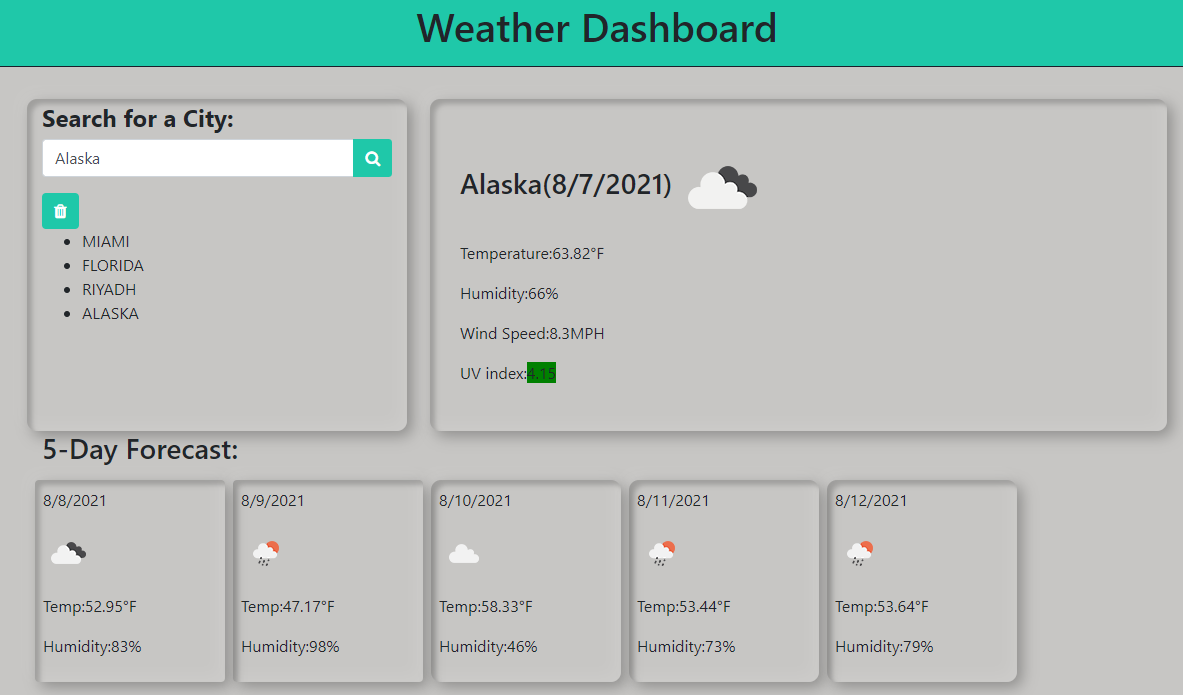 Weather Dashboard
Search for a City:
Alaska
MIAMI
FLORIDA
RIYADH
ALASKA
Alaska(8/7/2021)
Temperature:63.82°F
Humidity:66%
Wind Speed:8.3MPH
UV index:4.15
5-Day Forecast:
8/8/2021
Temp:52.95°F
Humidity:83%
8/9/2021
Temp:47.17°F
Humidity:98%
8/10/2021
Temp:58.33°F
Humidity:46%
8/11/2021
Temp:53.44°F
Humidity:73%
8/12/2021
Temp:53.64°F
Humidity:79%